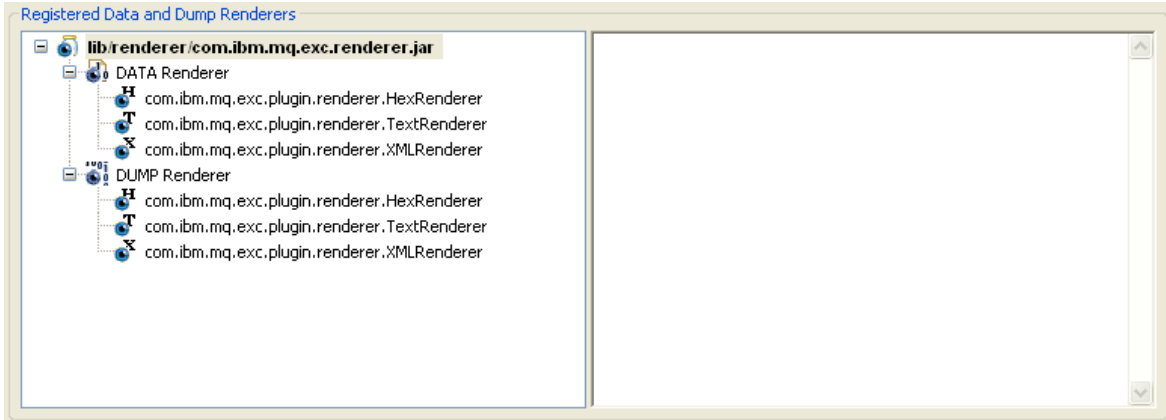 Registered Data and Dump Renderers
lib/renderer/com.ibm.mq.exc.renderer.jar
DATA Renderer
H com.ibm.mq.exc.plugin.renderer.HexRenderer
T com.ibm.mq.exc.plugin.renderer.TextRenderer
X com.ibm.mq.exc.plugin.renderer.XMLRenderer
DUMP Renderer
H com.ibm.mq.exc.plugin.renderer.HexRenderer
T com.ibm.mq.exc.plugin.renderer.TextRenderer
X com.ibm.mq.exc.plugin.renderer.XMLRenderer